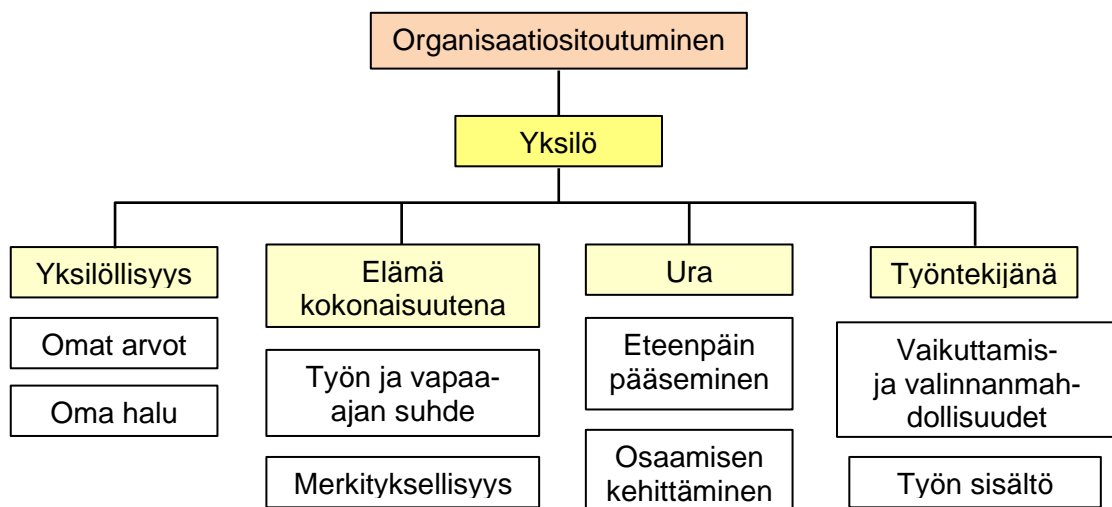 Organisaatiositoutuminen
Yksilö
Yksilöllisyys
Omat arvot
Oma halu
Elämä
kokonaisuutena
Työn ja vapaa-
ajan suhde
Merkityksellisyys
Ura
Eteenpäin
pääseminen
Osaamisen
kehittäminen
Työntekijänä
Vaikuttamis-
ja valinnanmah-
dollisuudet
Työn sisältö